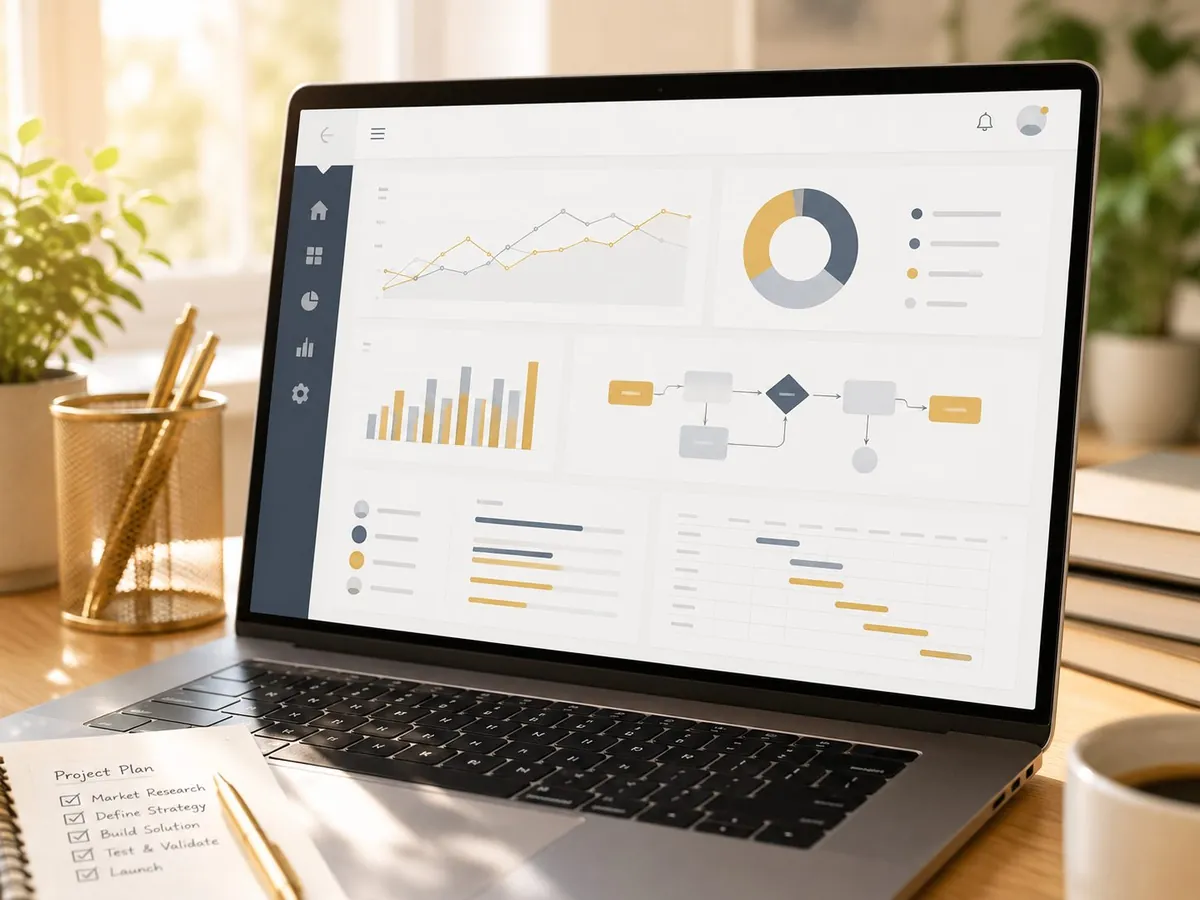 Project Plan
Market Research
Define Strategy
Build Solution
Test & Validate
Launch